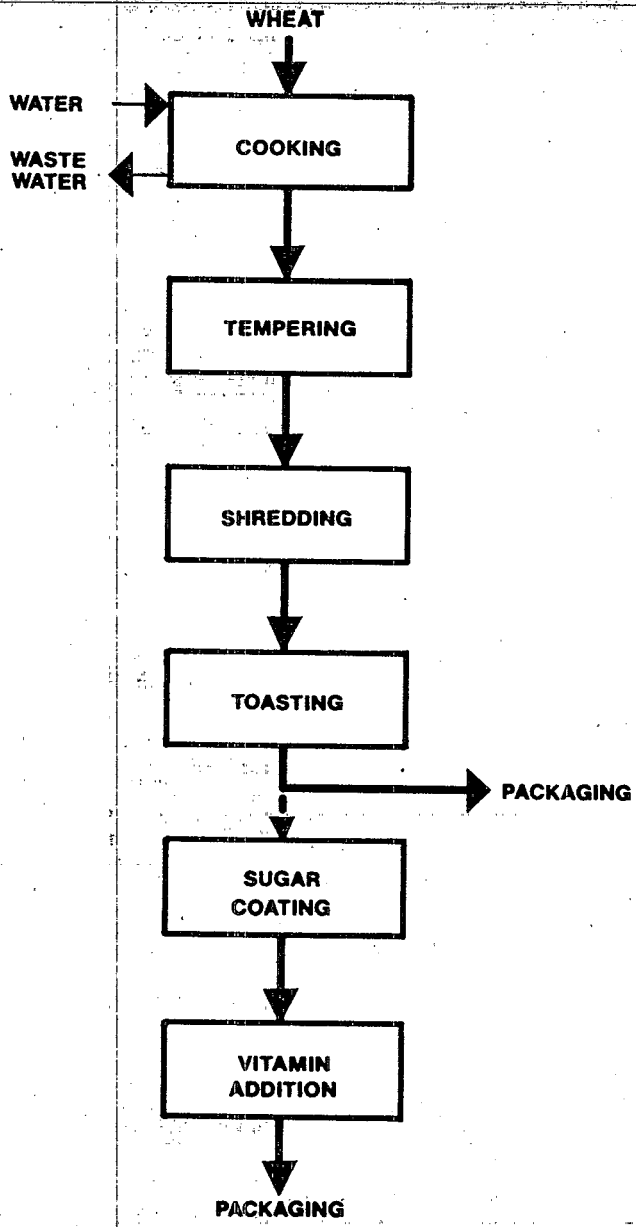 WHEAT
WATER
COOKING
WASTE
WATER
TEMPERING
SHREDDING
TOASTING
PACKAGING
SUGAR
COATING
VITAMIN
ADDITION
PACKAGING